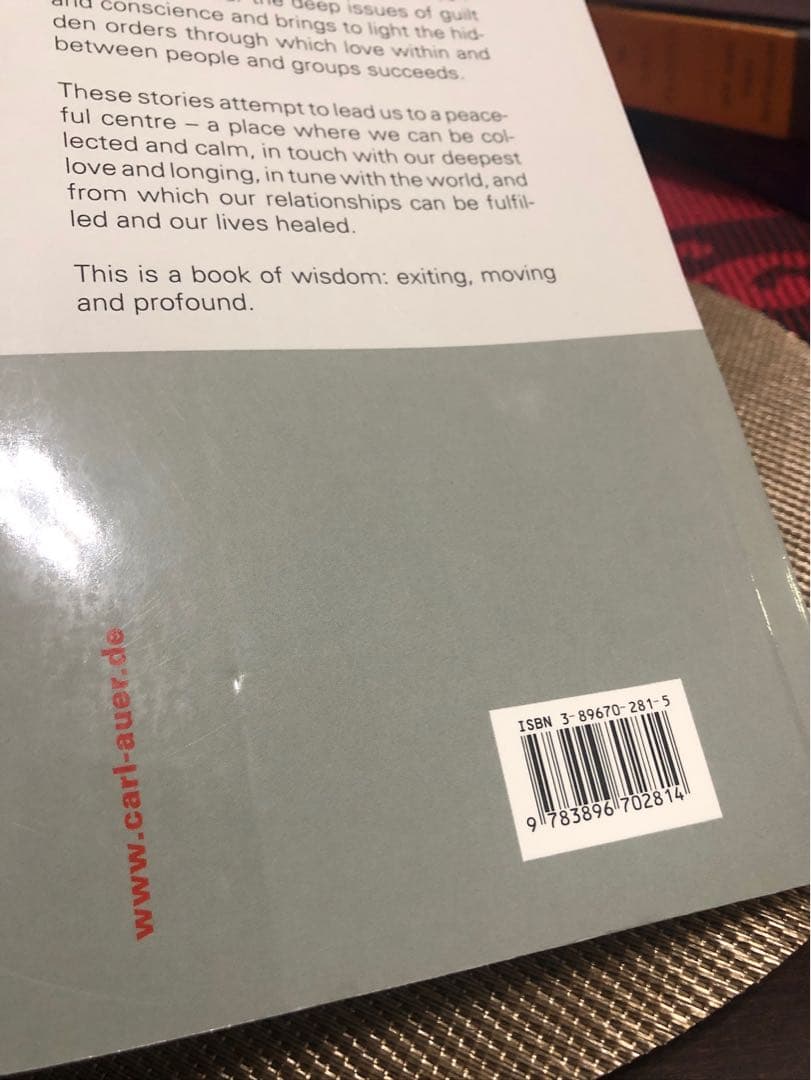 and conscience and brings to light the hid-
den orders through which love within and
between people and groups succeeds.
These stories attempt to lead us to a peace-
ful centre – a place where we can be col-
lected and calm, in touch with our deepest
love and longing, in tune with the world, and
from which our relationships can be fulfil-
led and our lives healed.
This is a book of wisdom: exiting, moving
and profound.
www.carl-auer.de
ISBN 3-89670-281-5
9 783896 702814